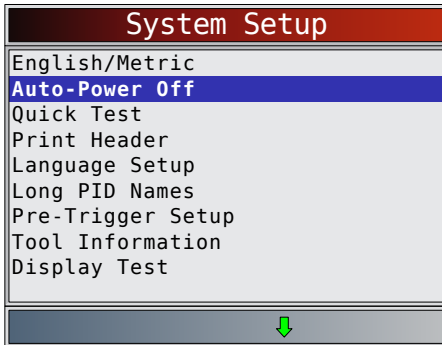 System Setup
English/Metric
Auto-Power Off
Quick Test
Print Header
Language Setup
Long PID Names
Pre-Trigger Setup
Tool Information
Display Test